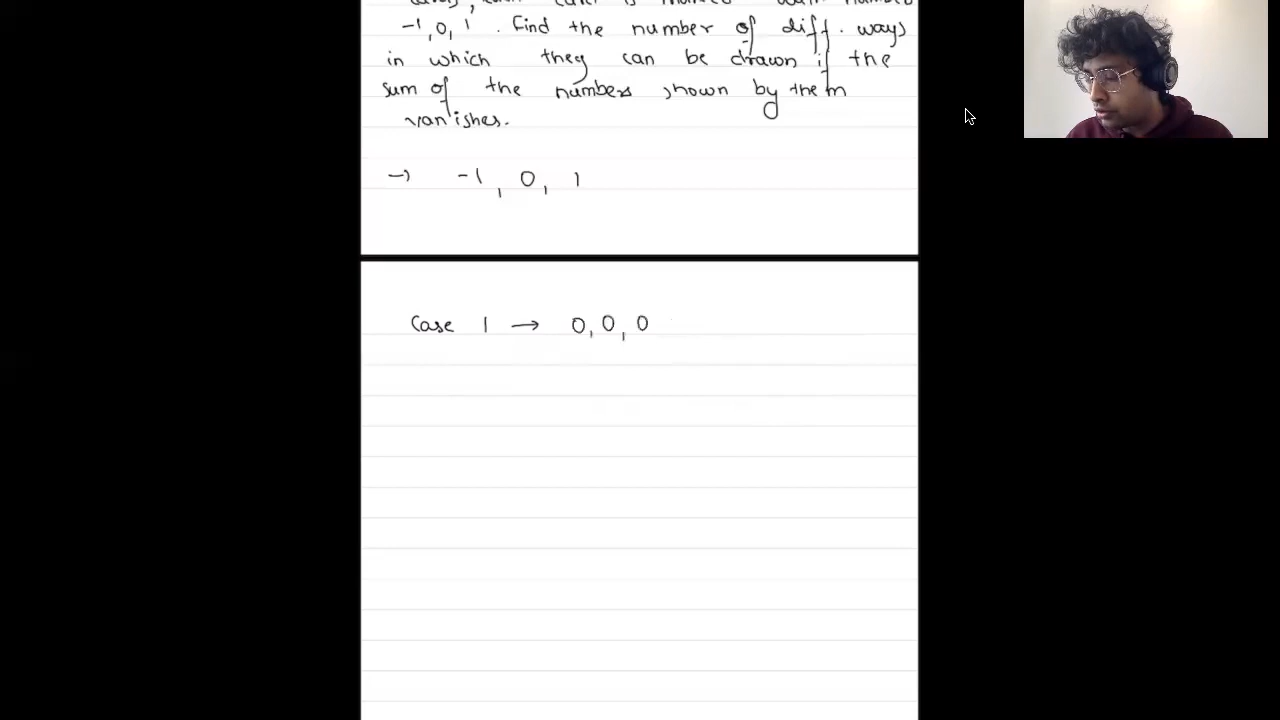 -1, 0, 1 . Find the number of diff. ways
in which they can be drawn if the
sum of the numbers shown by them
vanishes.
→ -1, 0, 1
Case 1 → 0, 0, 0